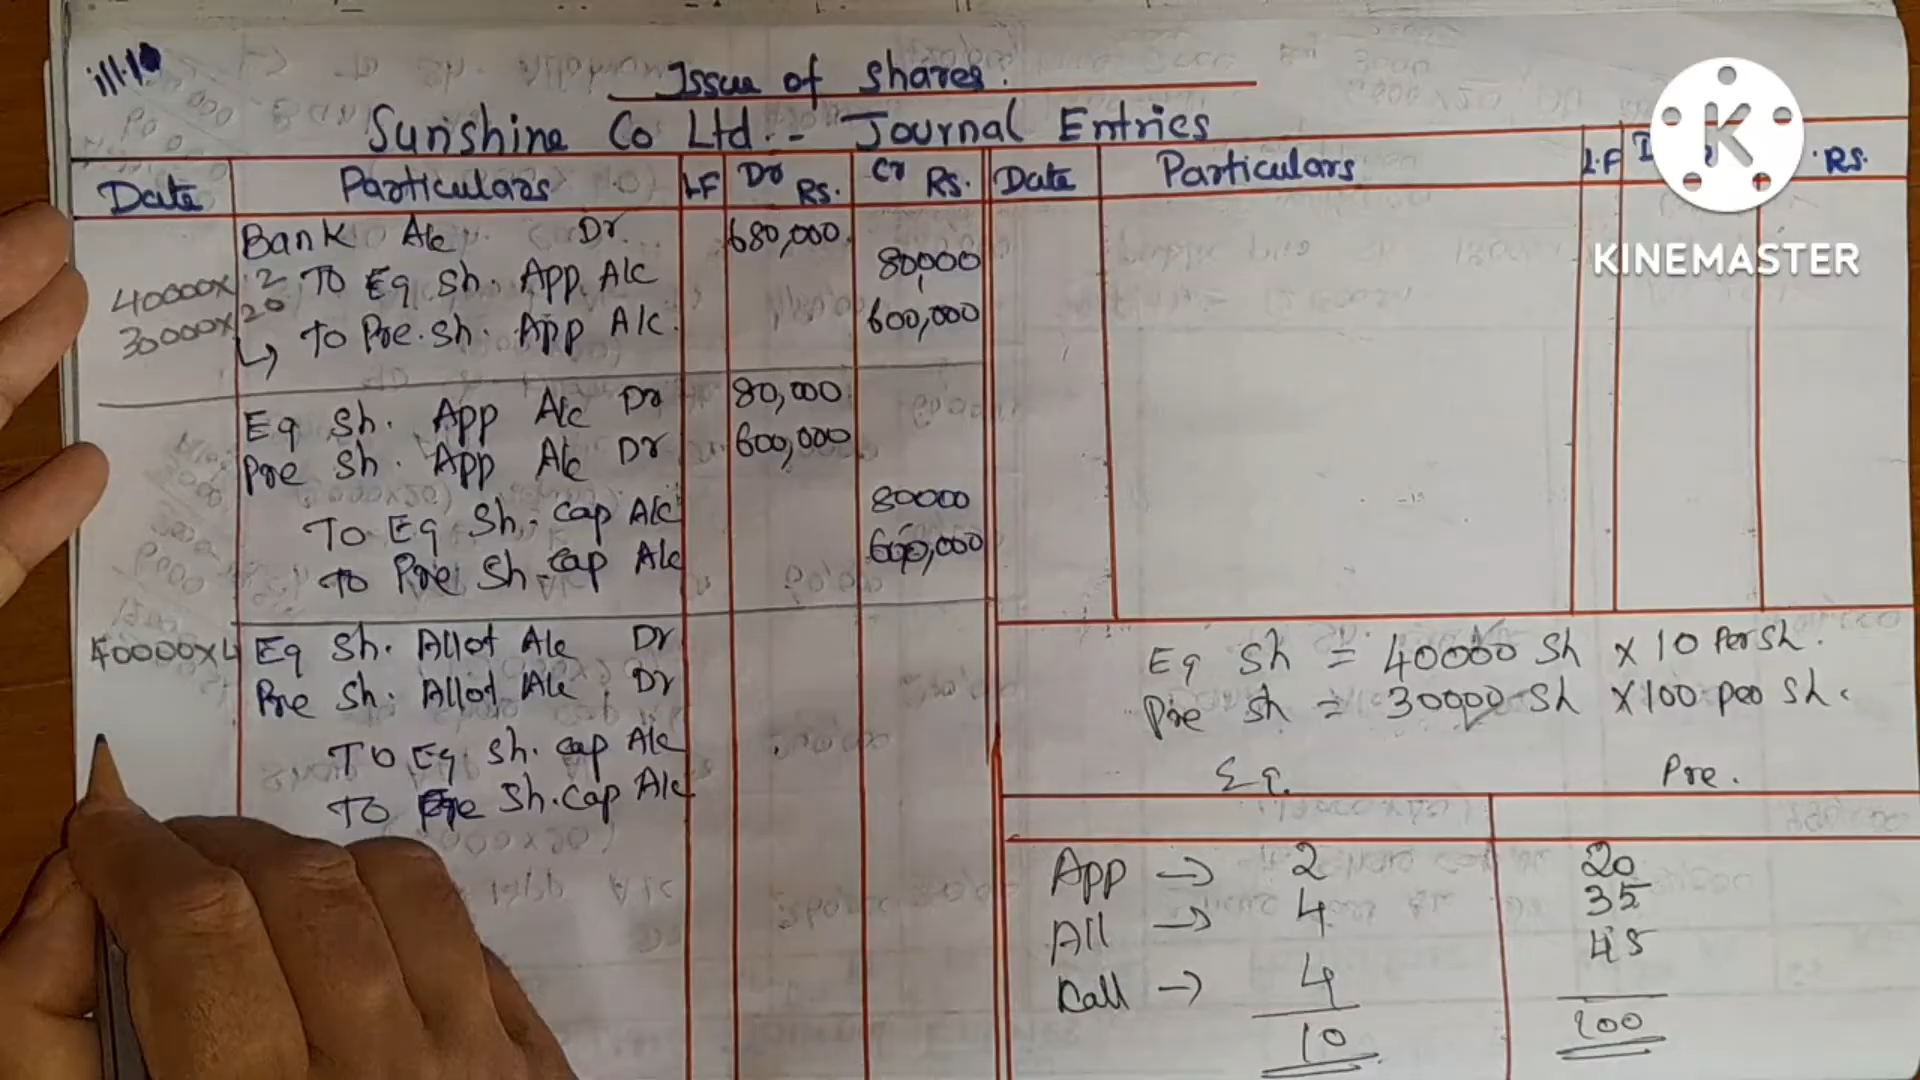 ill.10
Issue of Shares.
Sunshine Co Ltd.- Journal Entries
Date Particulars L.F Dr Rs. Cr Rs.
Bank A/c Dr. 680,000
40000x2 To Eq Sh. App A/c 80,000
30000x20 To Pre.Sh. App A/c. 600,000
Eq Sh. App A/c Dr 80,000
Pre Sh. App A/c Dr 600,000
To Eq Sh. cap A/c 80000
To Pre Sh. cap A/c 600,000
40000x4 Eq Sh. Allot A/c Dr
Pre Sh. Allot A/c Dr
To Eq Sh. cap A/c
To Pre Sh. cap A/c
Date Particulars L.F Rs.
K
KINEMASTER
Eq Sh = 40000 Sh x 10 Per Sh.
Pre Sh = 30000 Sh x 100 per Sh.
Eq. Pre.
App → 2 20
All → 4 35
Call → 4 45
10 100